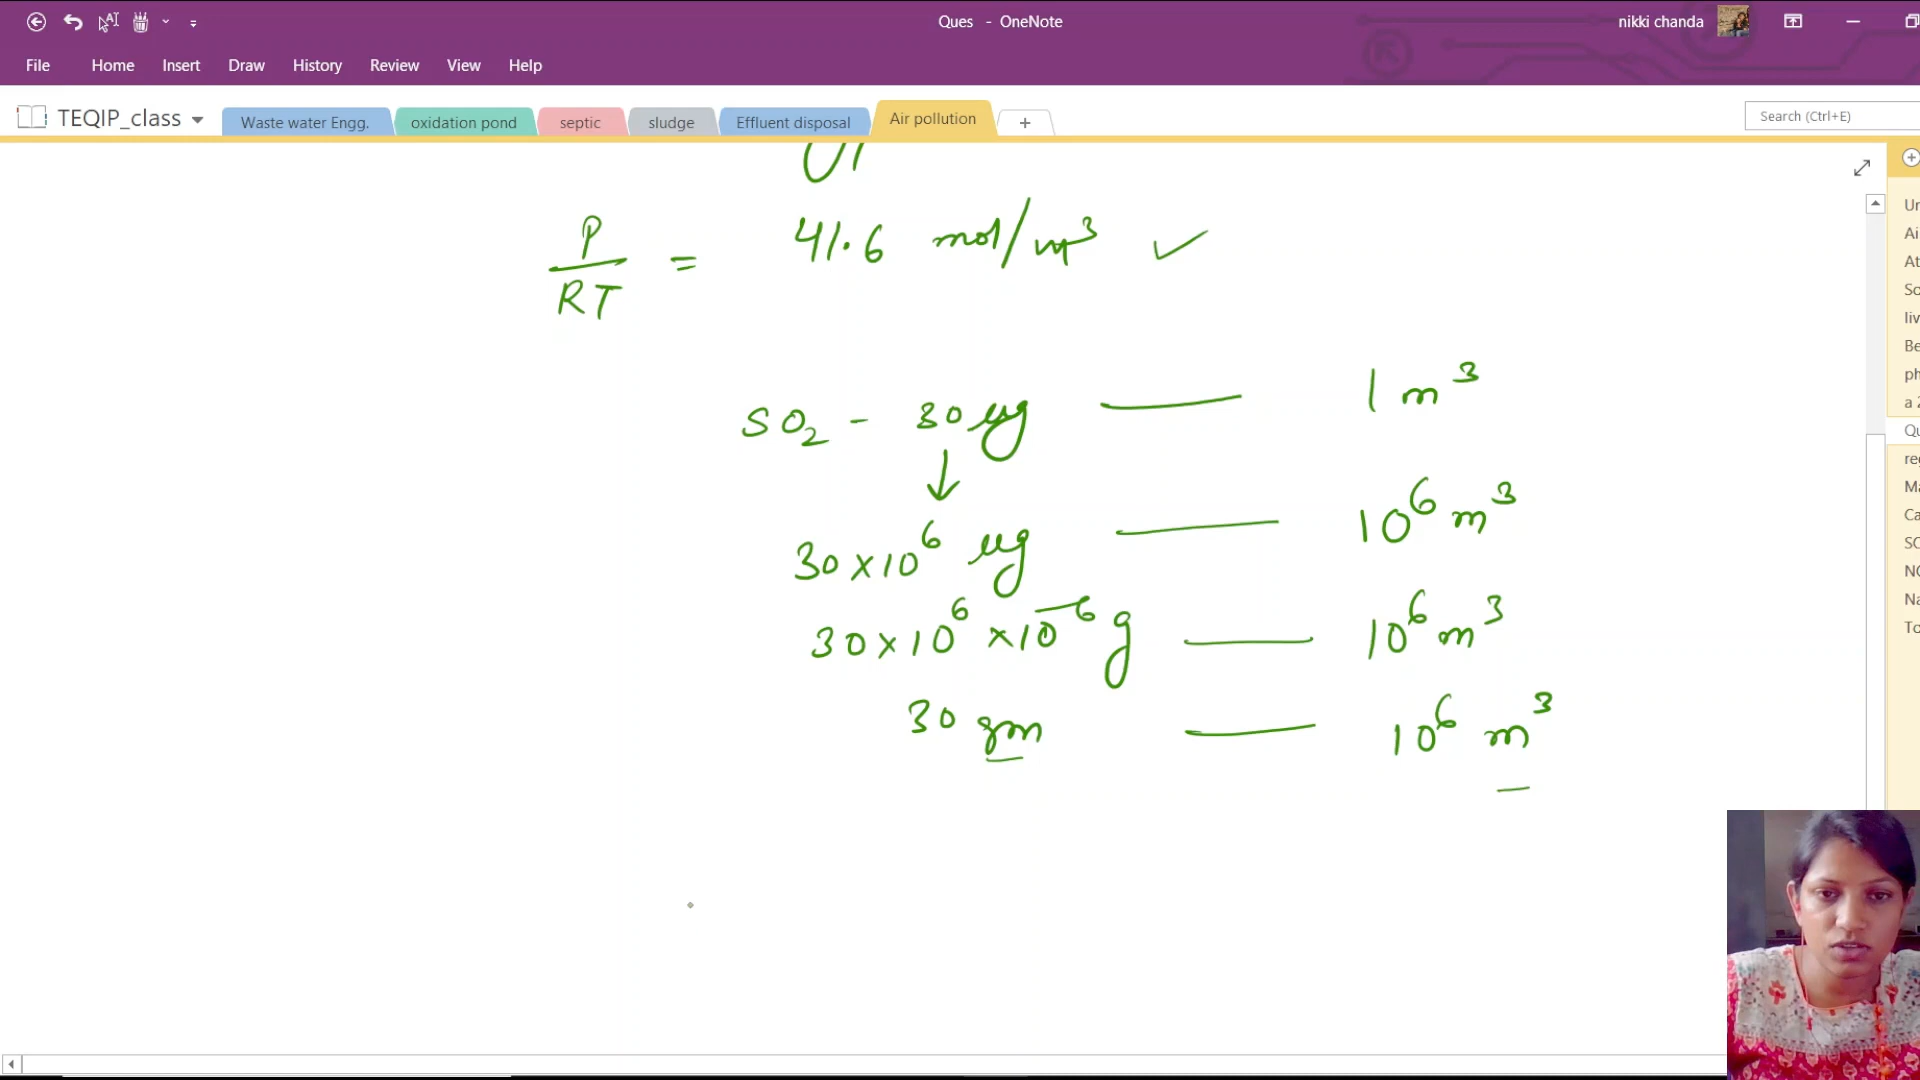 Ques - OneNote
nikki chanda
File Home Insert Draw History Review View Help
TEQIP_class
Waste water Engg. oxidation pond septic sludge Effluent disposal Air pollution +
Search (Ctrl+E)
P/RT = 41.6 mol/m³ ✓
SO₂ - 30 µg —— 1 m³
↓
30×10⁶ µg —— 10⁶ m³
30×10⁶ ×10⁻⁶ g —— 10⁶ m³
30 gm —— 10⁶ m³